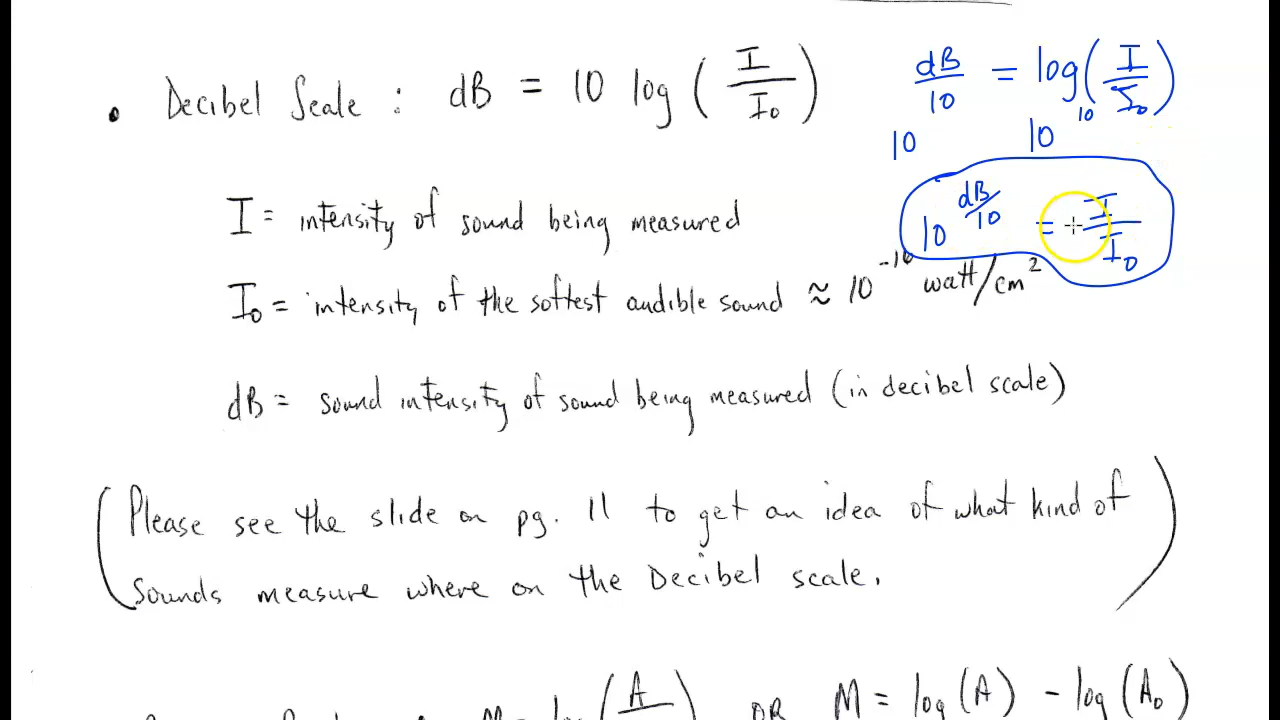 • Decibel Scale : dB = 10 log ( I / I₀ )
dB/10 = log ( I / I₀ )
10 10 10
10^(dB/10) = I / I₀
I = intensity of sound being measured
I₀ = intensity of the softest audible sound ≈ 10^-16 watt/cm²
dB = sound intensity of sound being measured (in decibel scale)
(Please see the slide on pg. 11 to get an idea of what kind of
sounds measure where on the Decibel scale.)
M = log ( A
OR M = log (A) - log (A₀)